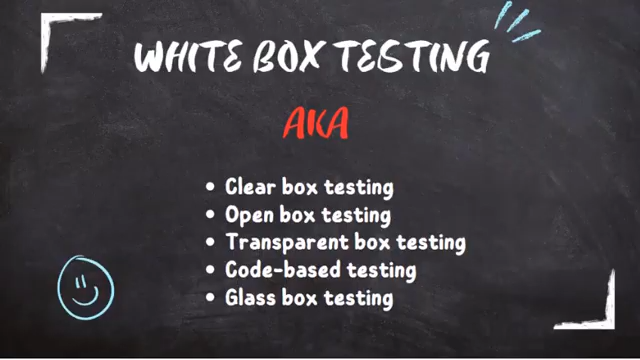 WHITE BOX TESTING
AKA
• Clear box testing
• Open box testing
• Transparent box testing
• Code-based testing
• Glass box testing